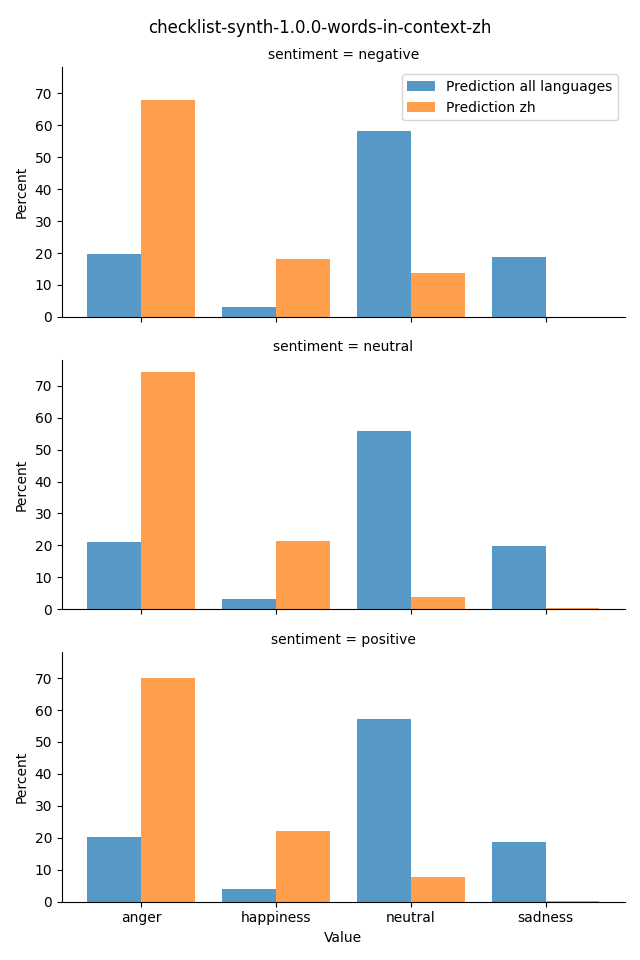 checklist-synth-1.0.0-words-in-context-zh
sentiment = negative
Prediction all languages
Prediction zh
Percent
70
60
50
40
30
20
10
0
sentiment = neutral
Percent
70
60
50
40
30
20
10
0
sentiment = positive
Percent
70
60
50
40
30
20
10
0
anger happiness neutral sadness
Value